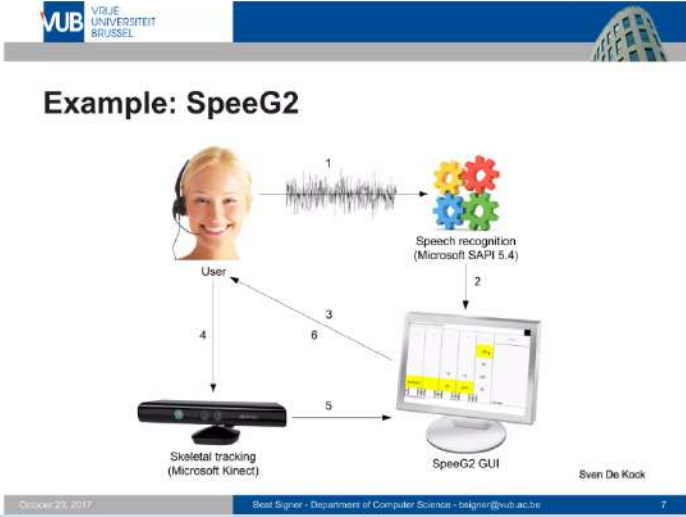 VUB
VRIJE
UNIVERSITEIT
BRUSSEL
Example: SpeeG2
1
Speech recognition
(Microsoft SAPI 5.4)
User
2
3
4
6
5
Skeletal tracking
(Microsoft Kinect)
SpeeG2 GUI
Sven De Kock
October 23, 2017
Beat Signer - Department of Computer Science - bsigner@vub.ac.be
7